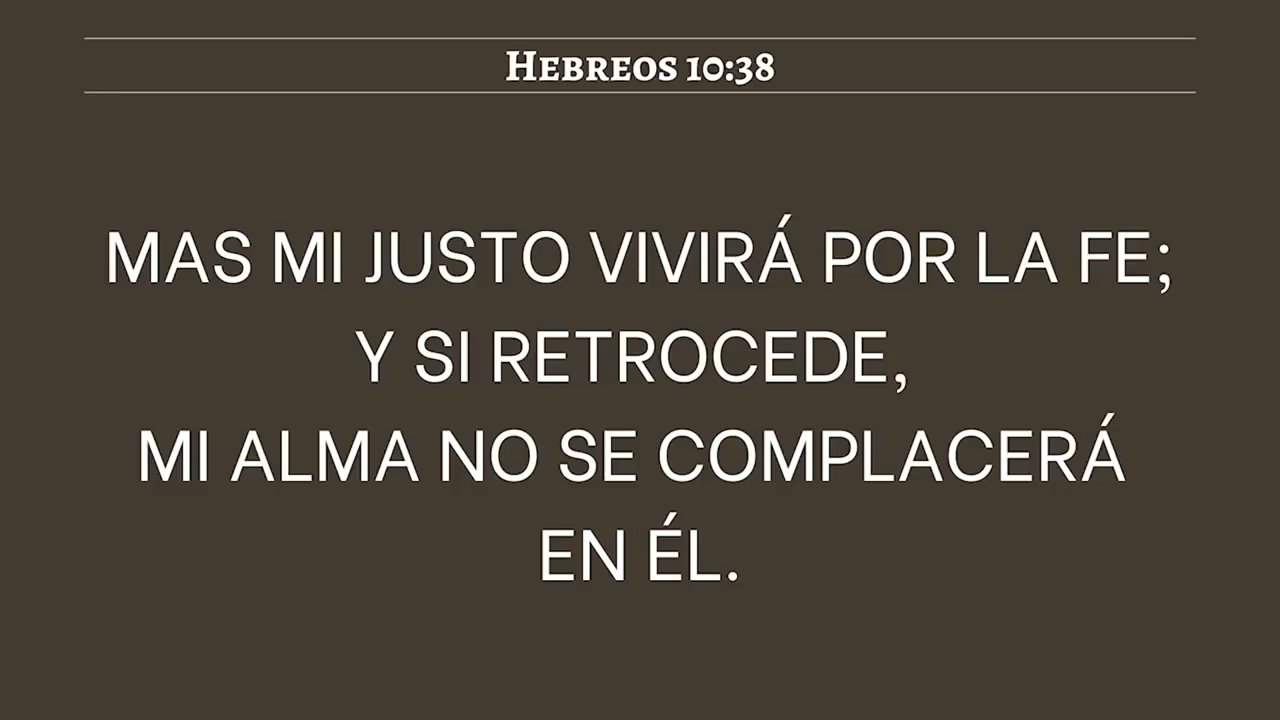 Hebreos 10:38
MAS MI JUSTO VIVIRÁ POR LA FE;
Y SI RETROCEDE,
MI ALMA NO SE COMPLACERÁ
EN ÉL.